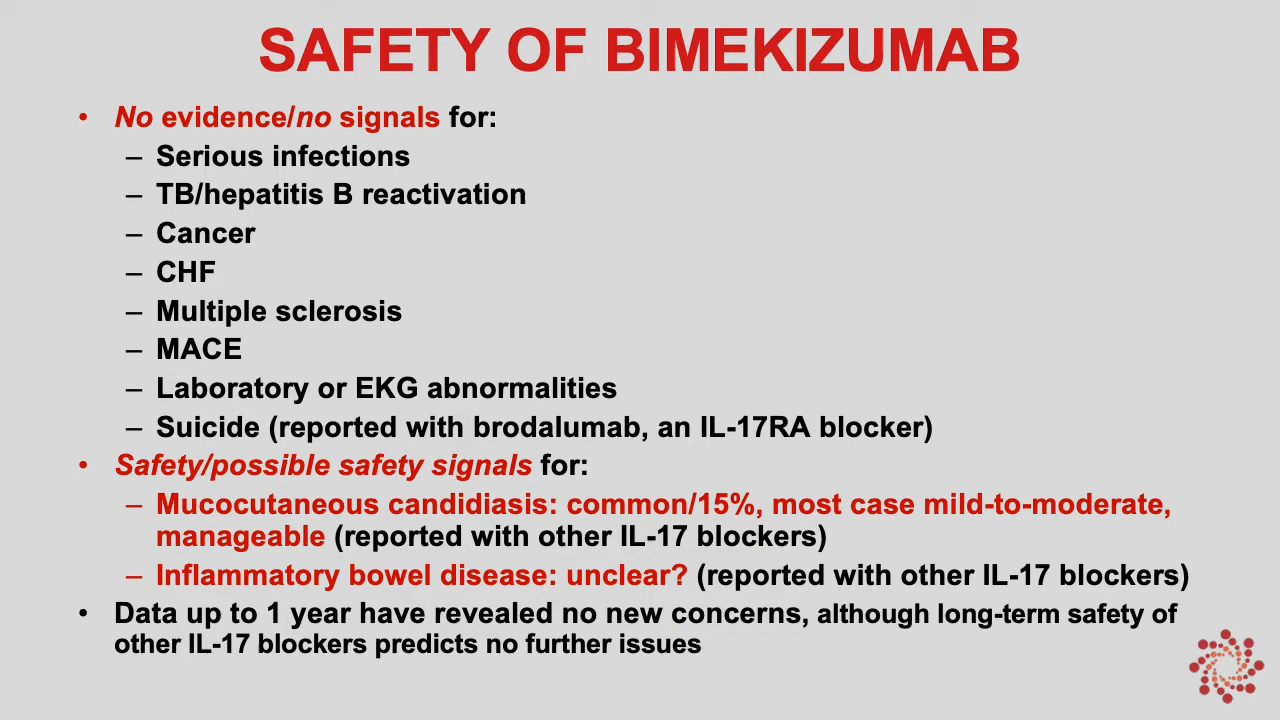 SAFETY OF BIMEKIZUMAB
• No evidence/no signals for:
– Serious infections
– TB/hepatitis B reactivation
– Cancer
– CHF
– Multiple sclerosis
– MACE
– Laboratory or EKG abnormalities
– Suicide (reported with brodalumab, an IL-17RA blocker)
• Safety/possible safety signals for:
– Mucocutaneous candidiasis: common/15%, most case mild-to-moderate,
manageable (reported with other IL-17 blockers)
– Inflammatory bowel disease: unclear? (reported with other IL-17 blockers)
• Data up to 1 year have revealed no new concerns, although long-term safety of
other IL-17 blockers predicts no further issues